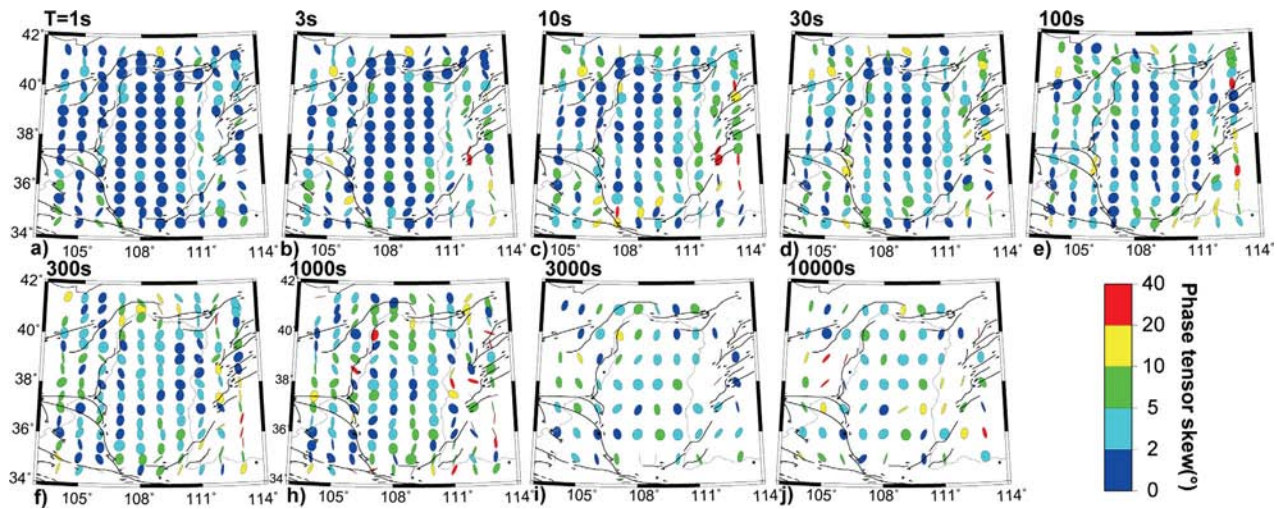 T=1s 3s 10s 30s 100s
42°
40°
38°
36°
34°
a) 105° 108° 111° 114°
b) 105° 108° 111° 114°
c) 105° 108° 111° 114°
d) 105° 108° 111° 114°
e) 105° 108° 111° 114°
300s 1000s 3000s 10000s
42°
40°
38°
36°
34°
f) 105° 108° 111° 114°
h) 105° 108° 111° 114°
i) 105° 108° 111° 114°
j) 105° 108° 111° 114°
40
20
10
5
2
0
Phase tensor skew(°)